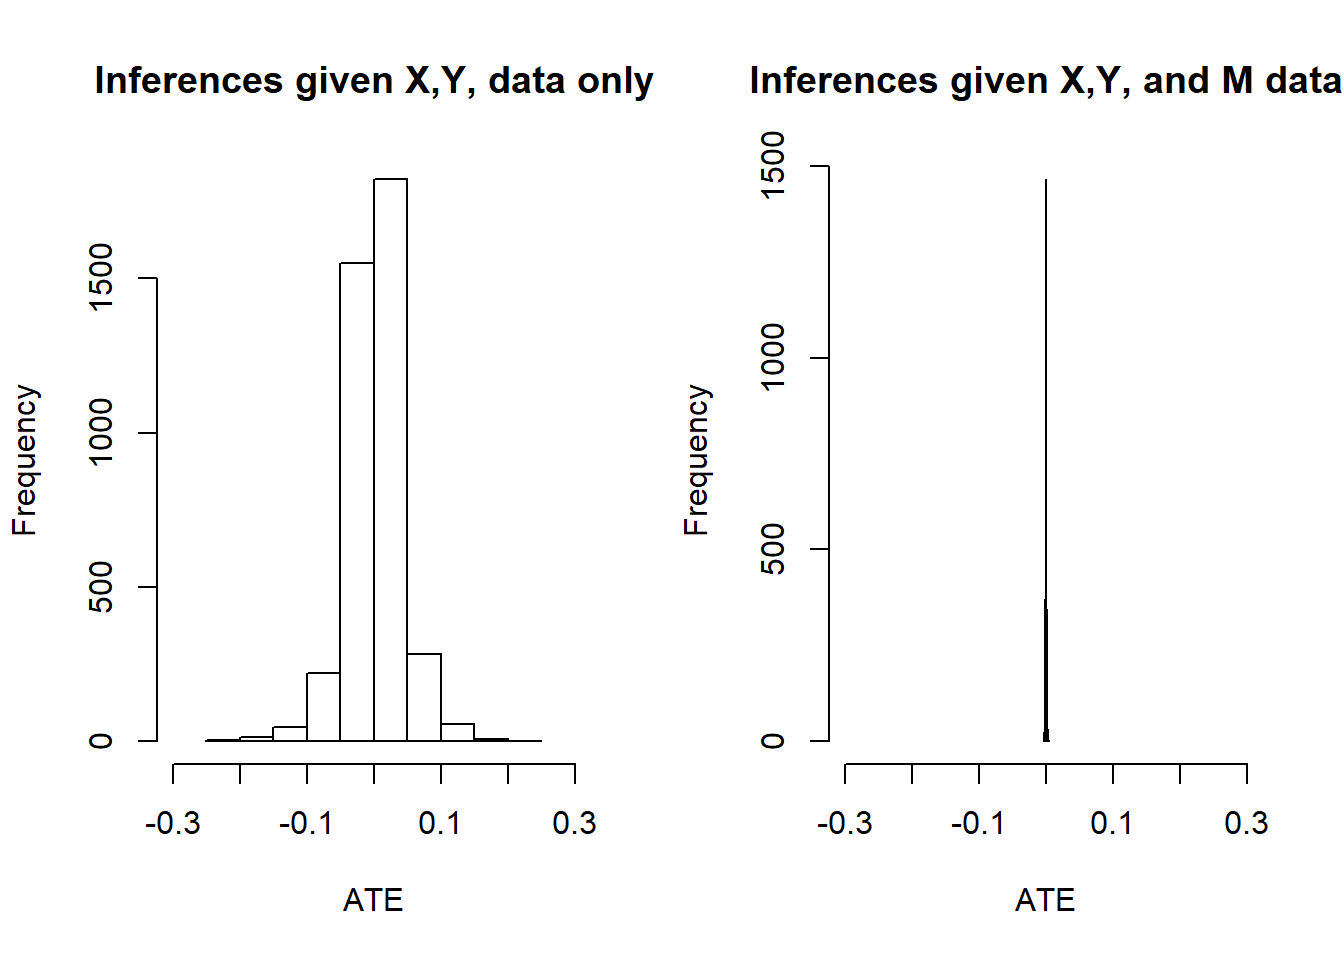 Inferences given X,Y, data only
Frequency
1500
1000
500
0
-0.3 -0.1 0.1 0.3
ATE
Inferences given X,Y, and M data
Frequency
1500
1000
500
0
-0.3 -0.1 0.1 0.3
ATE